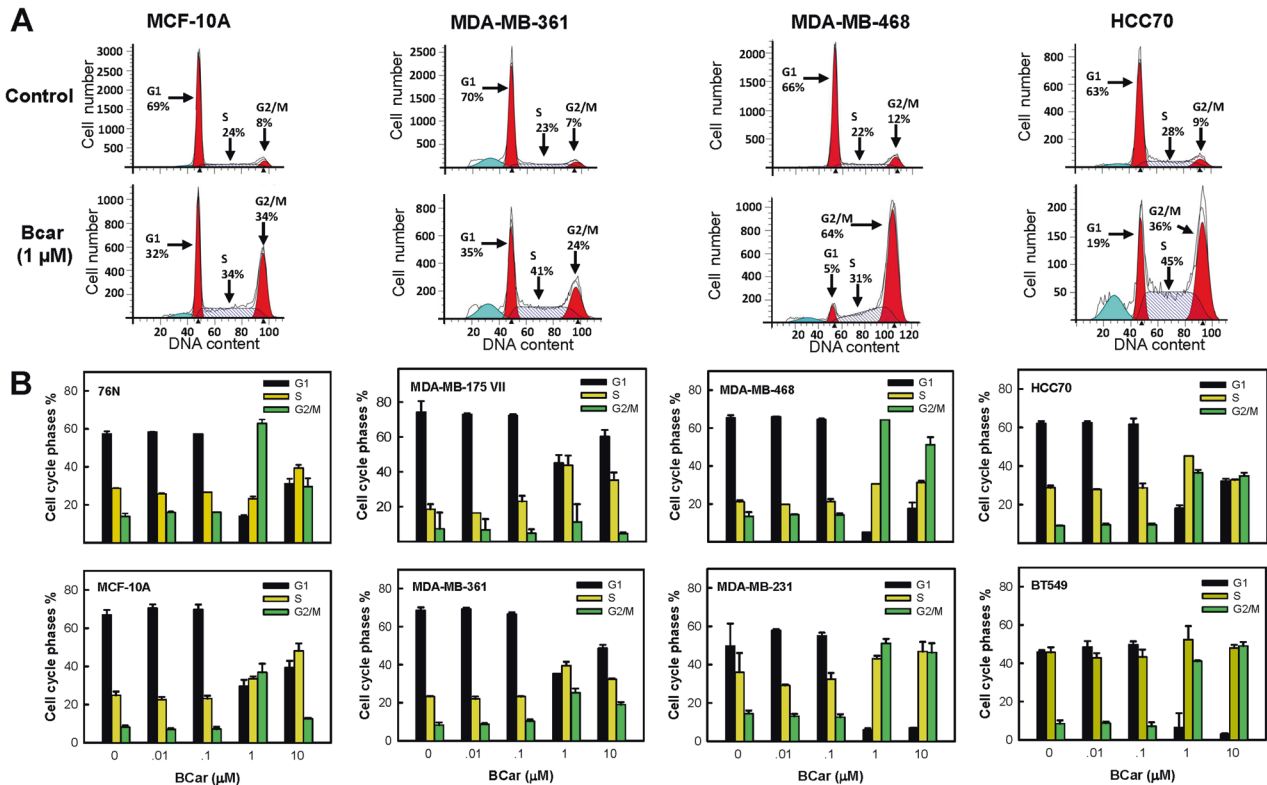 A
MCF-10A
MDA-MB-361
MDA-MB-468
HCC70
Control
Cell number
3000
2500
2000
1500
1000
500
G1
69%
S
24%
G2/M
8%
Cell number
2500
2000
1500
1000
500
G1
70%
S
23%
G2/M
7%
Cell number
2000
1500
1000
500
G1
66%
S
22%
G2/M
12%
Cell number
800
600
400
200
G1
63%
S
28%
G2/M
9%
Bcar
(1 µM)
Cell number
1000
800
600
400
200
G1
32%
S
34%
G2/M
34%
20 40 60 80 100
DNA content
Cell number
800
600
400
200
G1
35%
S
41%
G2/M
24%
20 40 60 80 100
DNA content
Cell number
1000
800
600
400
200
G2/M
64%
G1
5%
S
31%
20 40 60 80 100 120
DNA content
Cell number
200
150
100
50
G1
19%
G2/M
36%
S
45%
20 40 60 80 100
DNA content
B
Cell cycle phases %
80
60
40
20
76N
G1
S
G2/M
Cell cycle phases %
80
60
40
20
MDA-MB-175 VII
G1
S
G2/M
Cell cycle phases %
80
60
40
20
MDA-MB-468
G1
S
G2/M
Cell cycle phases %
80
60
40
20
HCC70
G1
S
G2/M
Cell cycle phases %
80
60
40
20
0
MCF-10A
G1
S
G2/M
0 .01 .1 1 10
BCar (µM)
Cell cycle phases %
80
60
40
20
0
MDA-MB-361
G1
S
G2/M
0 .01 .1 1 10
BCar (µM)
Cell cycle phases %
80
60
40
20
0
MDA-MB-231
G1
S
G2/M
0 .01 .1 1 10
BCar (µM)
Cell cycle phases %
80
60
40
20
0
BT549
G1
S
G2/M
0 .01 .1 1 10
BCar (µM)